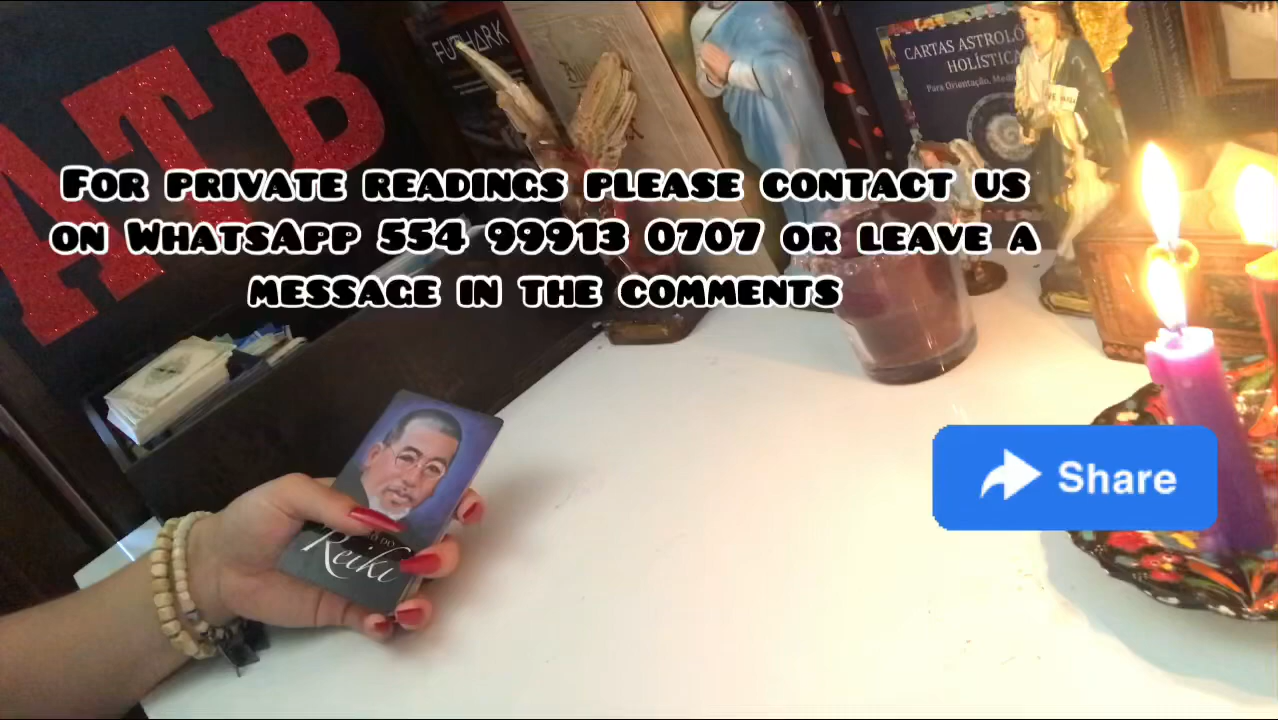 ATB
FUTHARK
CARTAS ASTROLÓ
HOLÍSTICA
Para Orientação,
FOR PRIVATE READINGS PLEASE CONTACT US
ON WHATSAPP 554 99913 0707 OR LEAVE A
MESSAGE IN THE COMMENTS
Share
Reiki